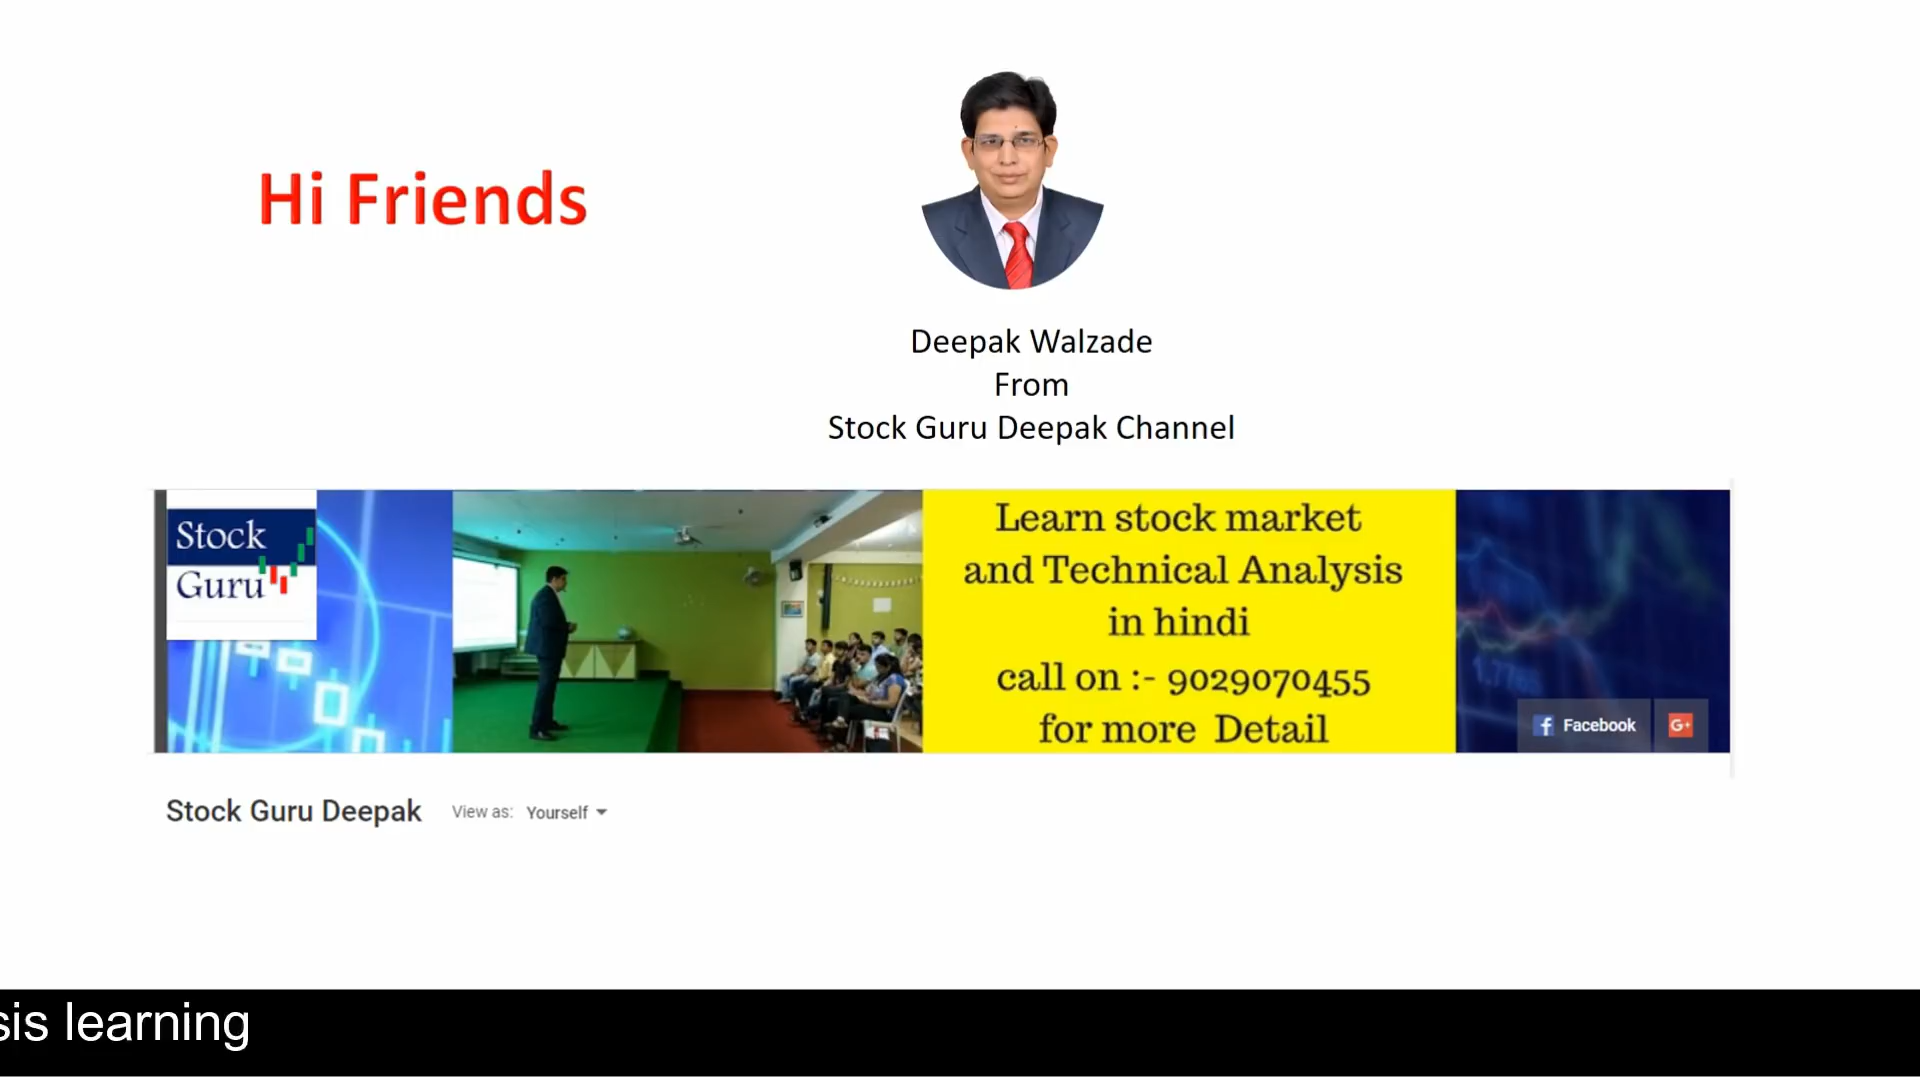 Hi Friends
Deepak Walzade
From
Stock Guru Deepak Channel
Stock
Guru
Learn stock market
and Technical Analysis
in hindi
call on :- 9029070455
for more Detail
Facebook
G+
Stock Guru Deepak View as: Yourself
sis learning